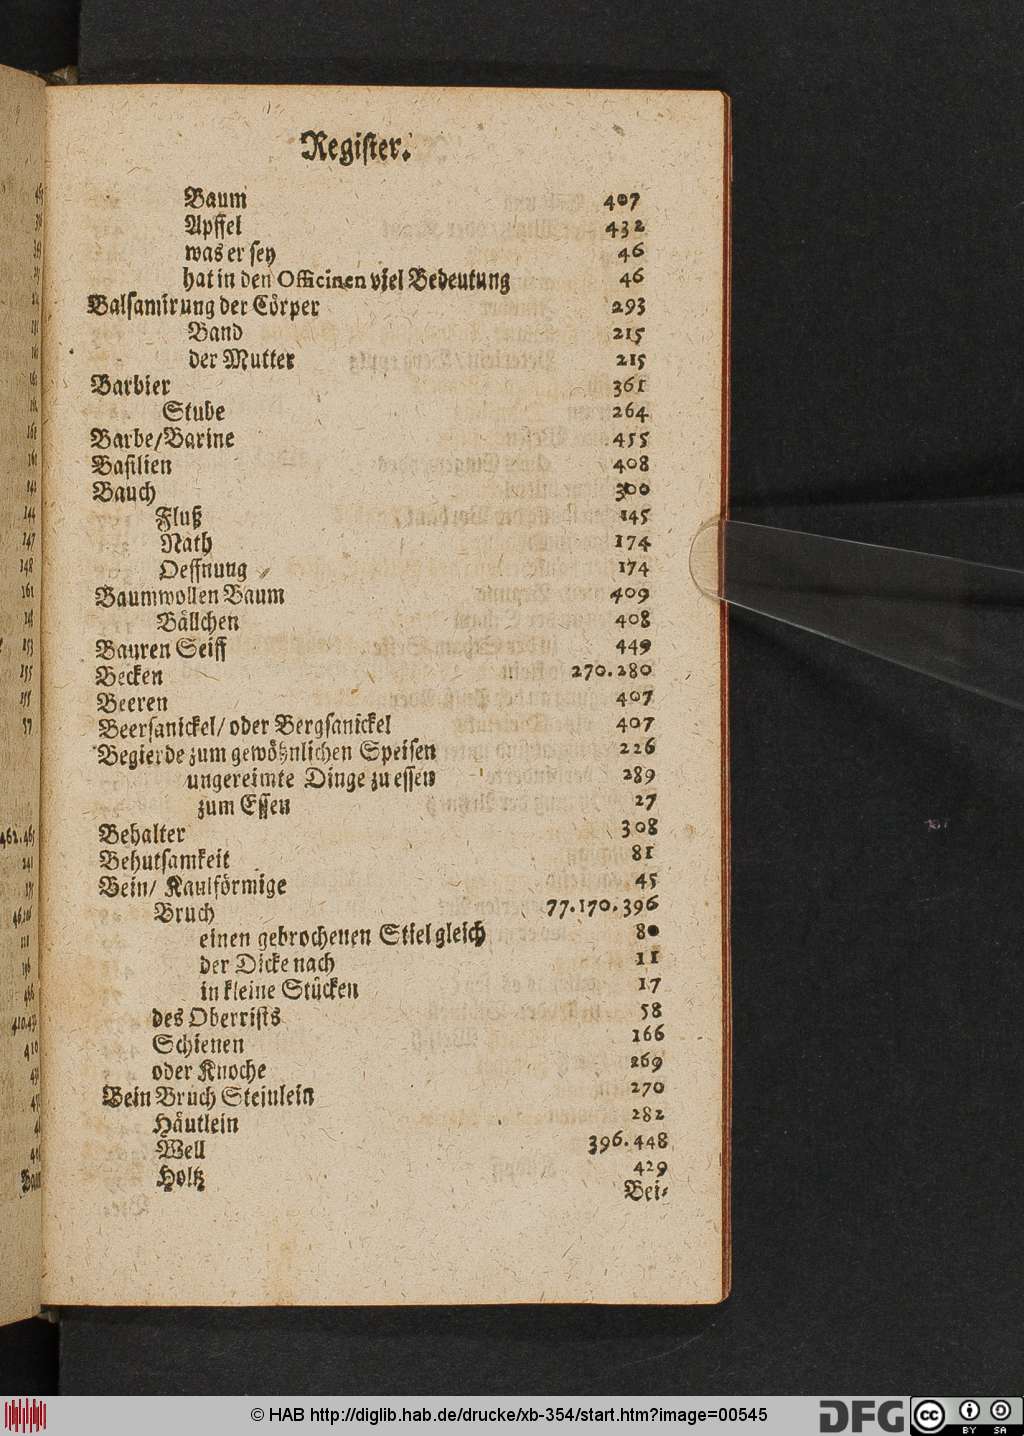 Register.
Baum 407
Apffel 432
was er sey 46
hat in den Officinen viel Bedeutung 46
Balsamirung der Cörper 293
Band 215
der Mutter 215
Barbier 361
Stube 264
Barbe/Barine 455
Basilien 408
Bauch 300
Fluß 145
Nath 174
Oeffnung 174
Baumwollen Baum 409
Bällchen 408
Bauren Seiff 449
Becken 270.280
Beeren 407
Beersanickel/ oder Bergsanickel 407
Begierde zum gewöhnlichen Speisen 226
ungereimte Dinge zu essen 289
zum Essen 27
Behalter 308
Behutsamkeit 81
Bein/ Kaulförmige 45
Bruch 77.170.396
einen gebrochenen Stiel gleich 80
der Dicke nach 11
in kleine Stücken 17
des Oberrists 58
Schienen 166
oder Knoche 269
Bein Bruch Steinlein 270
Häutlein 282
Well 396.448
Holtz 429
Bei-
© HAB http://diglib.hab.de/drucke/xb-354/start.htm?image=00545
DFG
cc BY SA